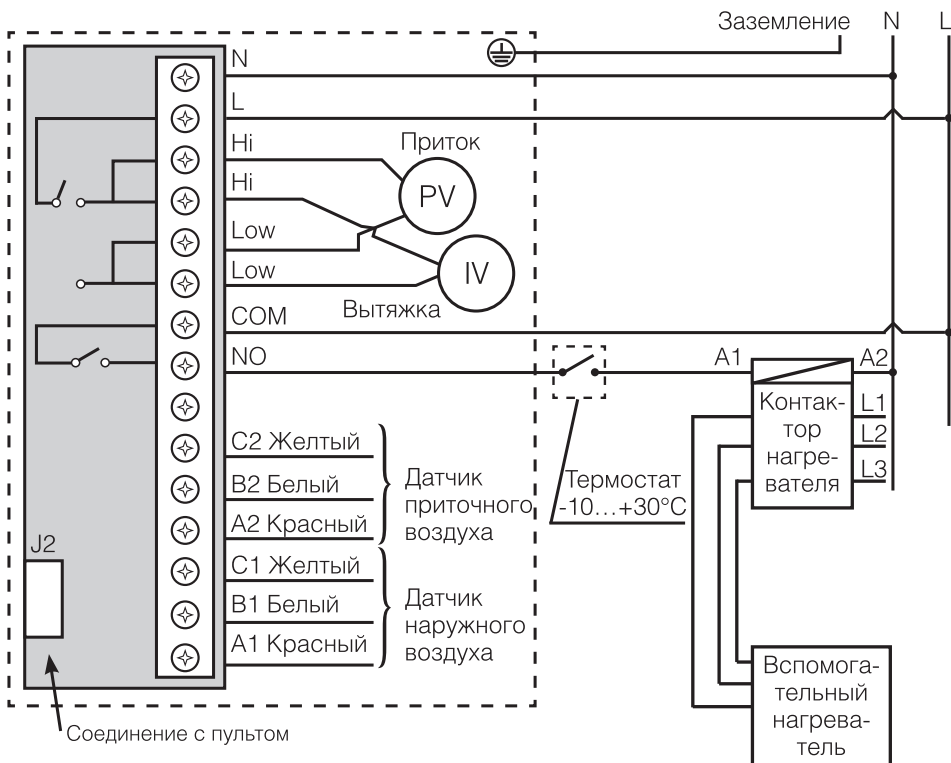 Заземление
N
L
N
L
Hi
Приток
Hi
PV
Low
Low
IV
Вытяжка
COM
NO
A1
A2
Контак-
тор
нагре-
вателя
L1
L2
L3
Термостат
-10...+30°C
C2 Желтый
B2 Белый
A2 Красный
Датчик
приточного
воздуха
J2
C1 Желтый
B1 Белый
A1 Красный
Датчик
наружного
воздуха
Вспомога-
тельный
нагрева-
тель
Соединение с пультом